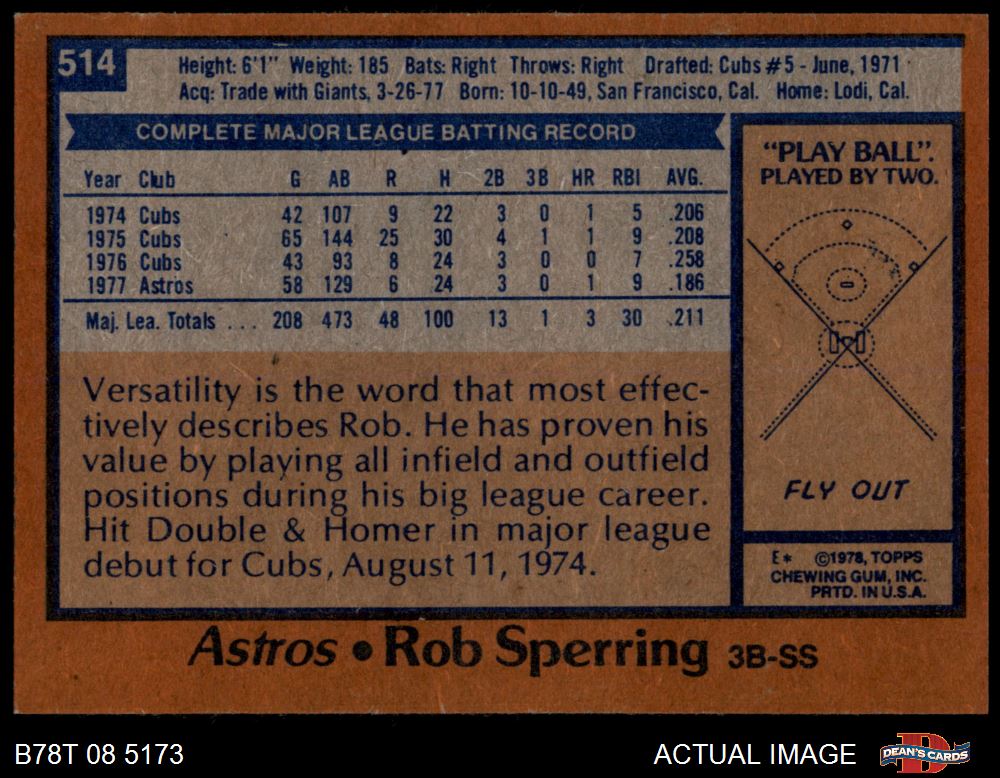 514
Height: 6'1" Weight: 185 Bats: Right Throws: Right Drafted: Cubs #5 - June, 1971
Acq: Trade with Giants, 3-26-77 Born: 10-10-49, San Francisco, Cal. Home: Lodi, Cal.
COMPLETE MAJOR LEAGUE BATTING RECORD
Year Club G AB R H 2B 3B HR RBI AVG.
1974 Cubs 42 107 9 22 3 0 1 5 .206
1975 Cubs 65 144 25 30 4 1 1 9 .208
1976 Cubs 43 93 8 24 3 0 0 7 .258
1977 Astros 58 129 6 24 3 0 1 9 .186
Maj. Lea. Totals ... 208 473 48 100 13 1 3 30 .211
Versatility is the word that most effec-
tively describes Rob. He has proven his
value by playing all infield and outfield
positions during his big league career.
Hit Double & Homer in major league
debut for Cubs, August 11, 1974.
"PLAY BALL".
PLAYED BY TWO.
FLY OUT
E* ©1978, TOPPS
CHEWING GUM, INC.
PRTD. IN U.S.A.
Astros • Rob Sperring 3B-SS
B78T 08 5173
ACTUAL IMAGE
D
DEAN'S CARDS